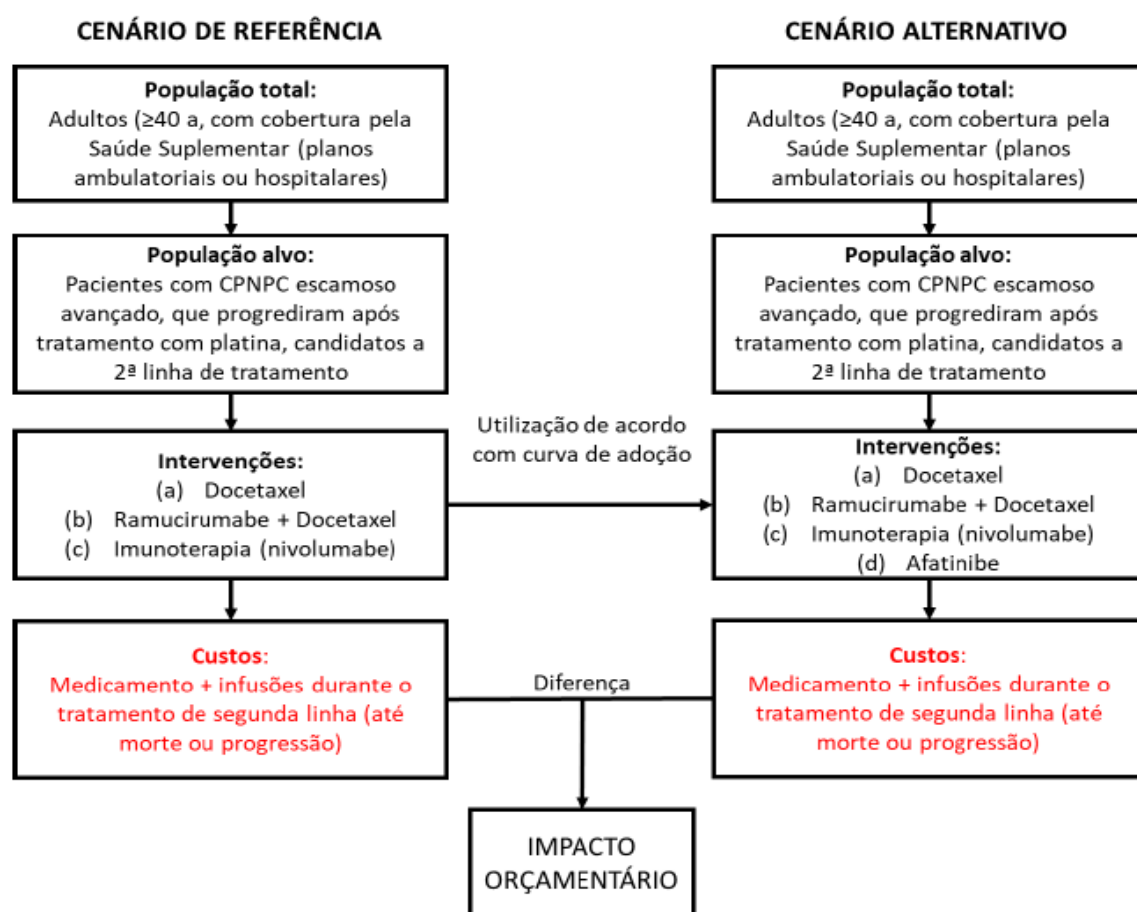 CENÁRIO DE REFERÊNCIA
População total:
Adultos (≥40 a, com cobertura pela
Saúde Suplementar (planos
ambulatoriais ou hospitalares)
População alvo:
Pacientes com CPNPC escamoso
avançado, que progrediram após
tratamento com platina, candidatos a
2ª linha de tratamento
Intervenções:
(a) Docetaxel
(b) Ramucirumabe + Docetaxel
(c) Imunoterapia (nivolumabe)
Custos:
Medicamento + infusões durante o
tratamento de segunda linha (até
morte ou progressão)
Utilização de acordo
com curva de adoção
CENÁRIO ALTERNATIVO
População total:
Adultos (≥40 a, com cobertura pela
Saúde Suplementar (planos
ambulatoriais ou hospitalares)
População alvo:
Pacientes com CPNPC escamoso
avançado, que progrediram após
tratamento com platina, candidatos a
2ª linha de tratamento
Intervenções:
(a) Docetaxel
(b) Ramucirumabe + Docetaxel
(c) Imunoterapia (nivolumabe)
(d) Afatinibe
Custos:
Medicamento + infusões durante o
tratamento de segunda linha (até
morte ou progressão)
Diferença
IMPACTO
ORÇAMENTÁRIO